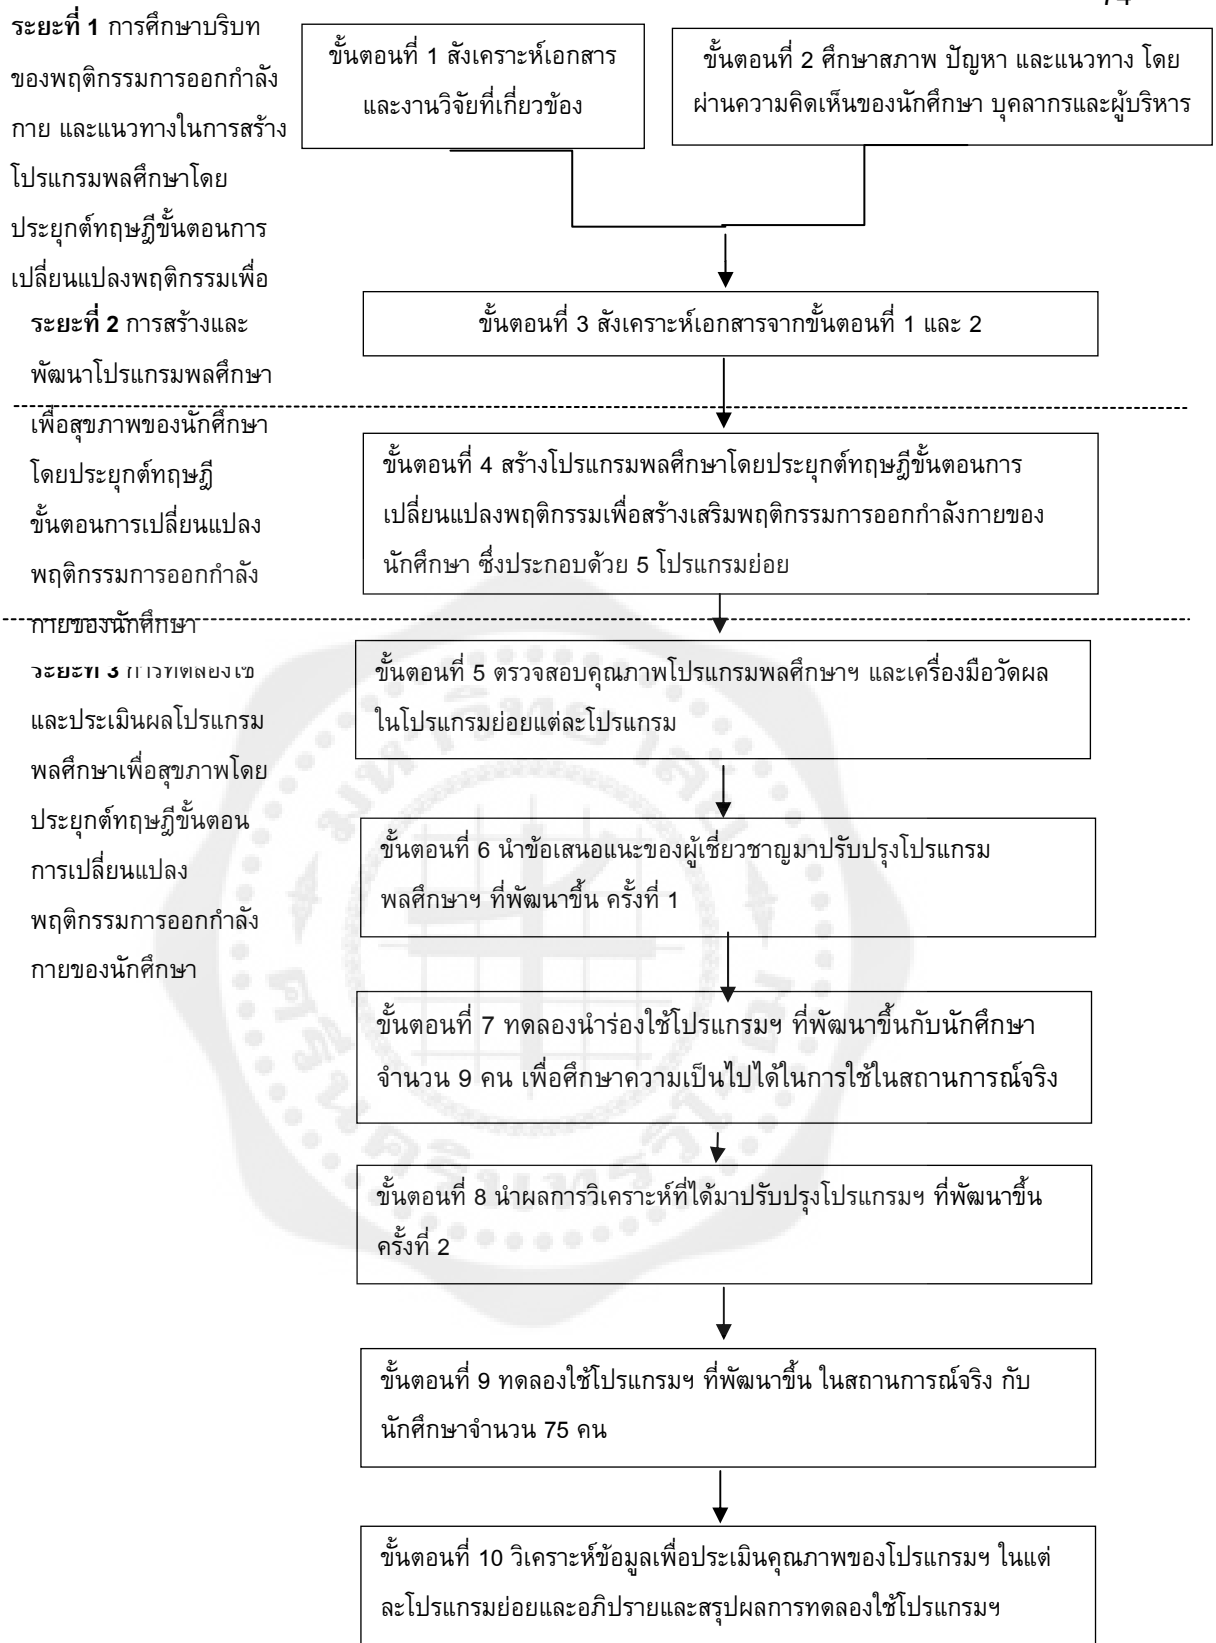 ระยะที่ 1 การศึกษาบริบท
ของพฤติกรรมการออกกำลัง
กาย และแนวทางในการสร้าง
โปรแกรมพลศึกษาโดย
ประยุกต์ทฤษฎีขั้นตอนการ
เปลี่ยนแปลงพฤติกรรมเพื่อ
ขั้นตอนที่ 1 สังเคราะห์เอกสาร
และงานวิจัยที่เกี่ยวข้อง
ขั้นตอนที่ 2 ศึกษาสภาพ ปัญหา และแนวทาง โดย
ผ่านความคิดเห็นของนักศึกษา บุคลากรและผู้บริหาร
ระยะที่ 2 การสร้างและ
พัฒนาโปรแกรมพลศึกษา
เพื่อสุขภาพของนักศึกษา
โดยประยุกต์ทฤษฎี
ขั้นตอนการเปลี่ยนแปลง
พฤติกรรมการออกกำลัง
กายของนักศึกษา
ขั้นตอนที่ 3 สังเคราะห์เอกสารจากขั้นตอนที่ 1 และ 2
ขั้นตอนที่ 4 สร้างโปรแกรมพลศึกษาโดยประยุกต์ทฤษฎีขั้นตอนการ
เปลี่ยนแปลงพฤติกรรมเพื่อสร้างเสริมพฤติกรรมการออกกำลังกายของ
นักศึกษา ซึ่งประกอบด้วย 5 โปรแกรมย่อย
ระยะที่ 3 การทดลองใช้
และประเมินผลโปรแกรม
พลศึกษาเพื่อสุขภาพโดย
ประยุกต์ทฤษฎีขั้นตอน
การเปลี่ยนแปลง
พฤติกรรมการออกกำลัง
กายของนักศึกษา
ขั้นตอนที่ 5 ตรวจสอบคุณภาพโปรแกรมพลศึกษาฯ และเครื่องมือวัดผล
ในโปรแกรมย่อยแต่ละโปรแกรม
ขั้นตอนที่ 6 นำข้อเสนอแนะของผู้เชี่ยวชาญมาปรับปรุงโปรแกรม
พลศึกษาฯ ที่พัฒนาขึ้น ครั้งที่ 1
ขั้นตอนที่ 7 ทดลองนำร่องใช้โปรแกรมฯ ที่พัฒนาขึ้นกับนักศึกษา
จำนวน 9 คน เพื่อศึกษาความเป็นไปได้ในการใช้ในสถานการณ์จริง
ขั้นตอนที่ 8 นำผลการวิเคราะห์ที่ได้มาปรับปรุงโปรแกรมฯ ที่พัฒนาขึ้น
ครั้งที่ 2
ขั้นตอนที่ 9 ทดลองใช้โปรแกรมฯ ที่พัฒนาขึ้น ในสถานการณ์จริง กับ
นักศึกษาจำนวน 75 คน
ขั้นตอนที่ 10 วิเคราะห์ข้อมูลเพื่อประเมินคุณภาพของโปรแกรมฯ ในแต่
ละโปรแกรมย่อยและอภิปรายและสรุปผลการทดลองใช้โปรแกรมฯ
มหาวิทยาลัย
ศรีนครินทรวิโรฒ